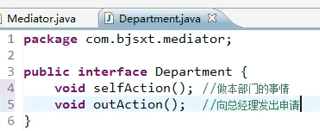 Mediator.java
Department.java
1 package com.bjsxt.mediator;
2
3 public interface Department {
4 void selfAction(); //做本部门的事情
5 void outAction(); //向总经理发出申请
6 }